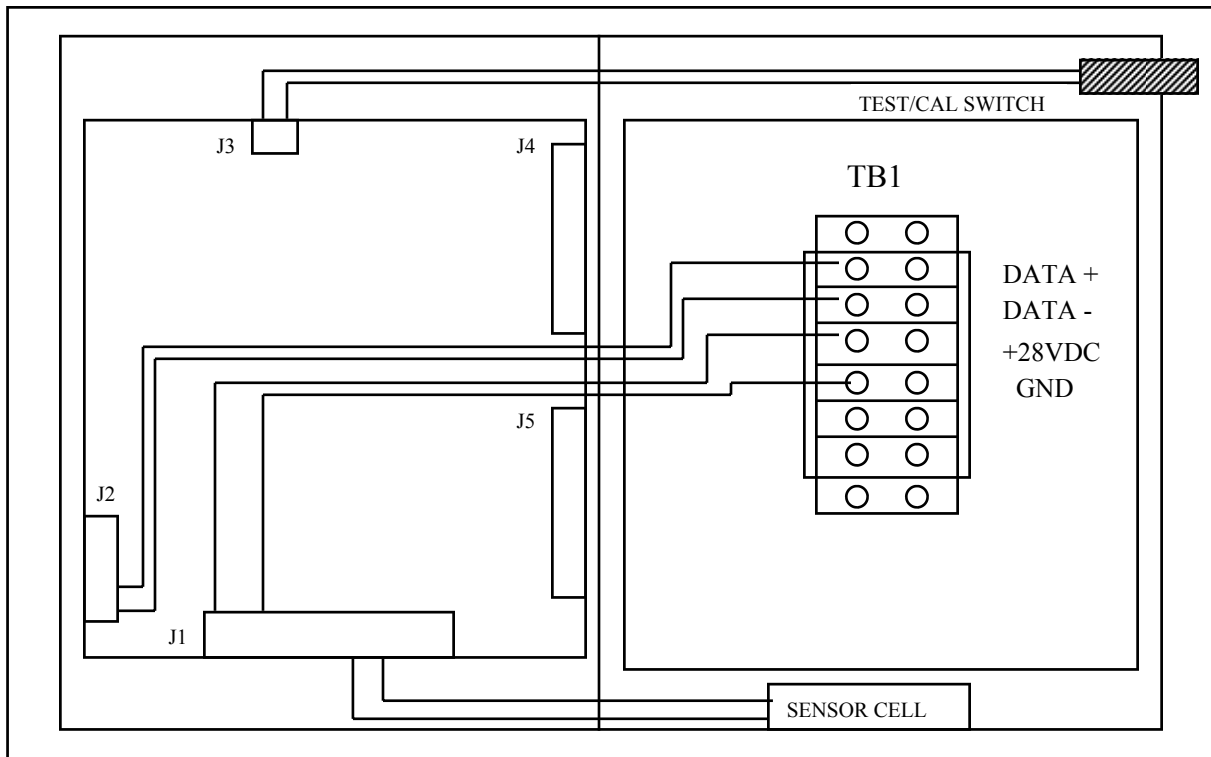 TEST/CAL SWITCH
J3
J4
TB1
DATA +
DATA -
+28VDC
GND
J5
J2
J1
SENSOR CELL